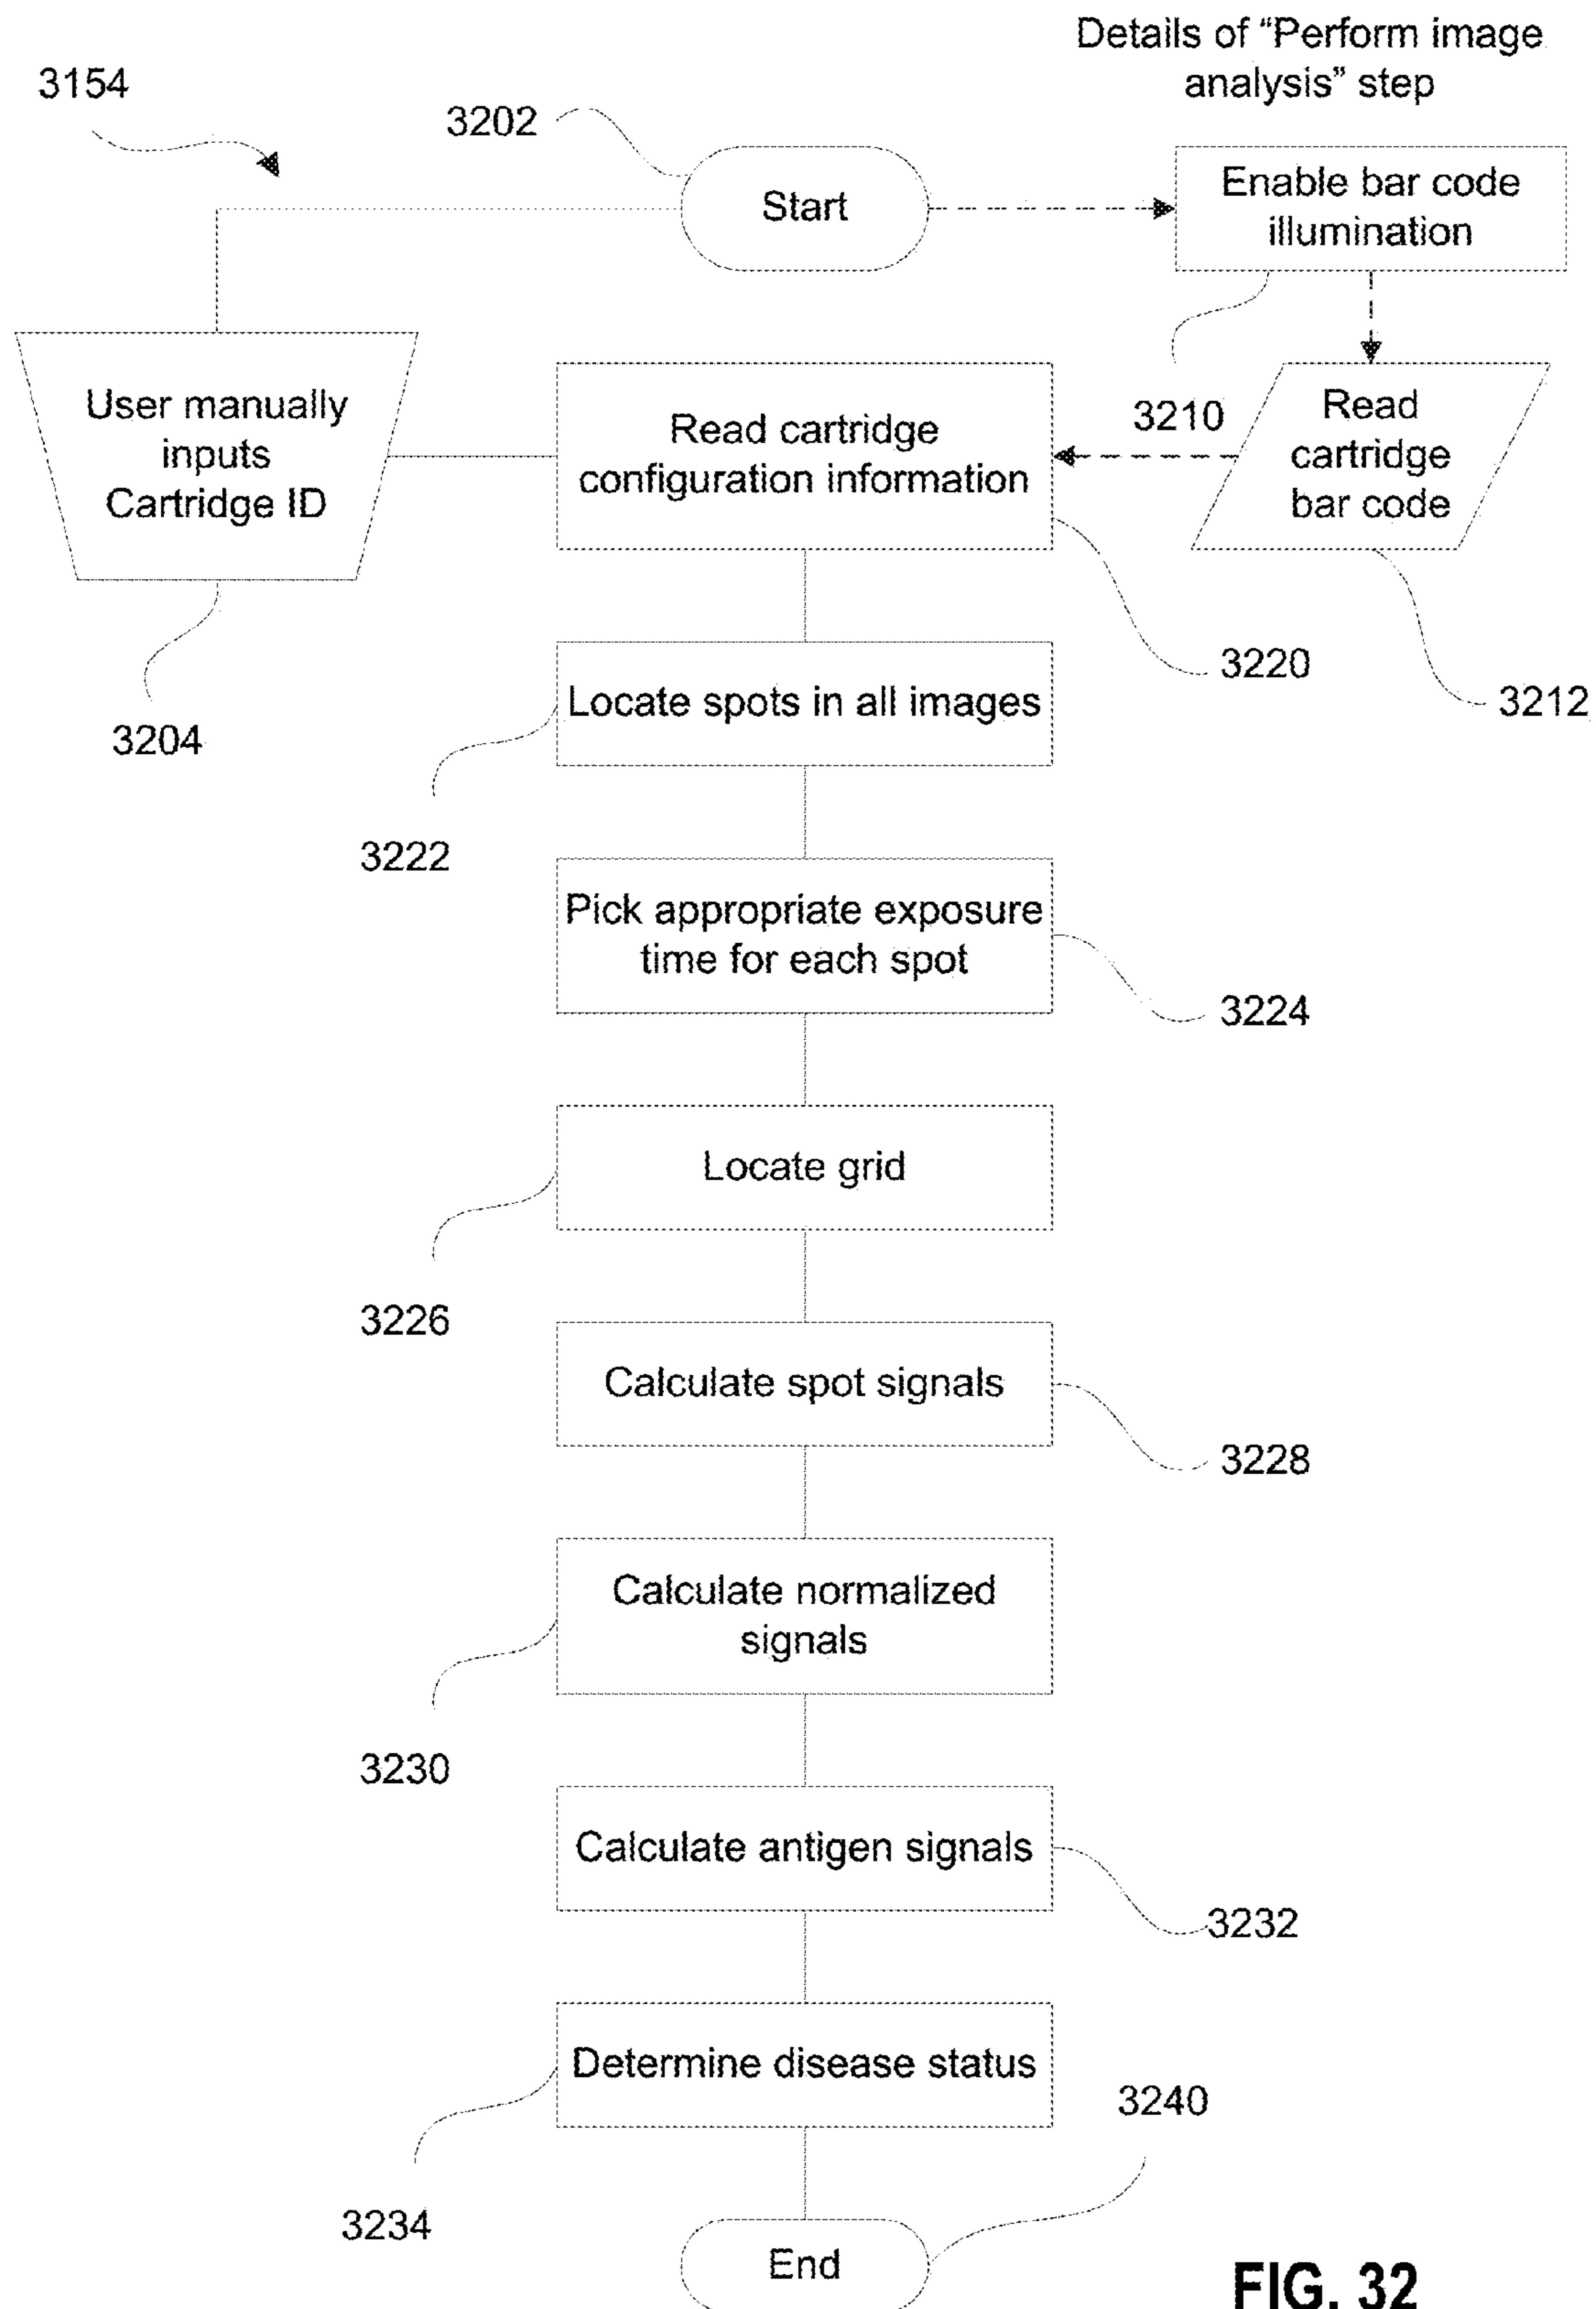 Details of “Perform image
analysis” step
3154
3202
Start
Enable bar code
illumination
User manually
inputs
Cartridge ID
Read cartridge
configuration information
3210
Read
cartridge
bar code
3204
3220
3212
Locate spots in all images
3222
Pick appropriate exposure
time for each spot
3224
Locate grid
3226
Calculate spot signals
3228
Calculate normalized
signals
3230
Calculate antigen signals
3232
Determine disease status
3234
3240
End
FIG. 32